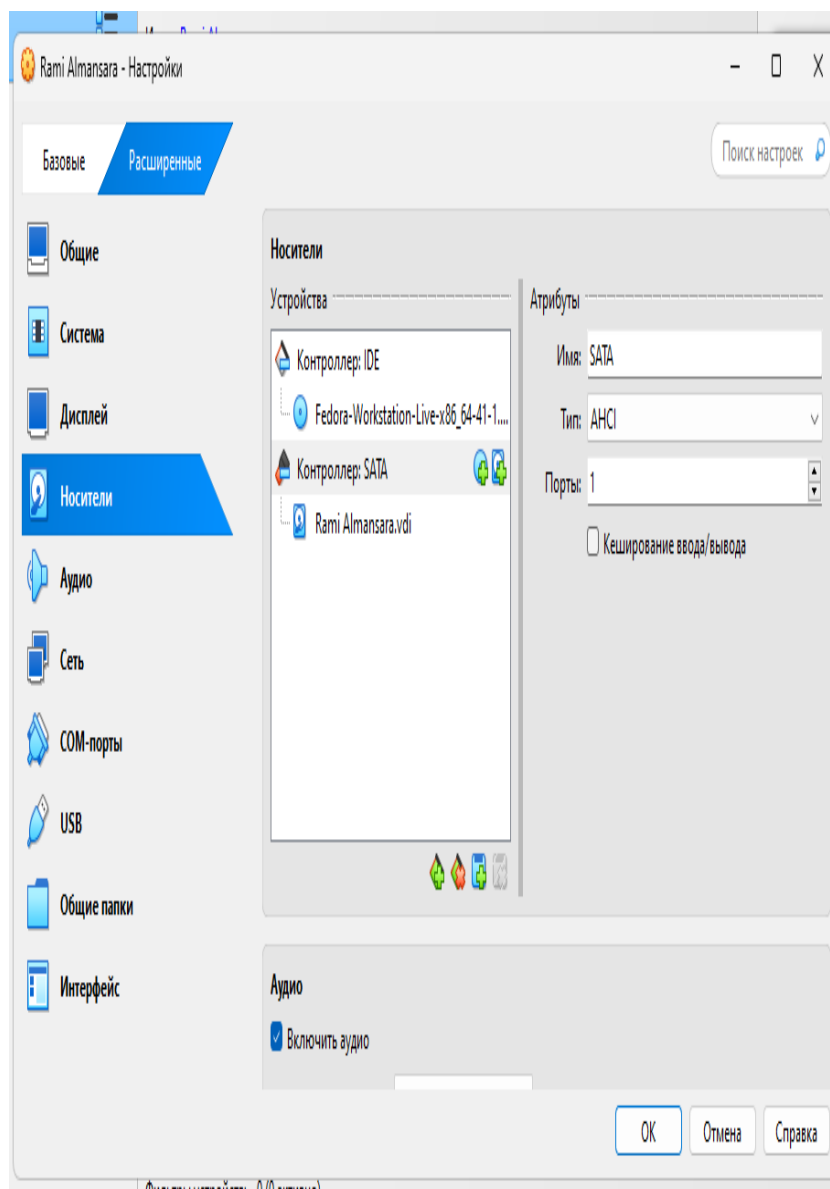 Rami Almansara - Настройки
Базовые
Расширенные
Поиск настроек
Общие
Система
Дисплей
Носители
Аудио
Сеть
COM-порты
USB
Общие папки
Интерфейс
Носители
Устройства
Контроллер: IDE
Fedora-Workstation-Live-x86_64-41-1....
Контроллер: SATA
Rami Almansara.vdi
Атрибуты
Имя: SATA
Тип: AHCI
Порты: 1
Кеширование ввода/вывода
Аудио
Включить аудио
OK
Отмена
Справка